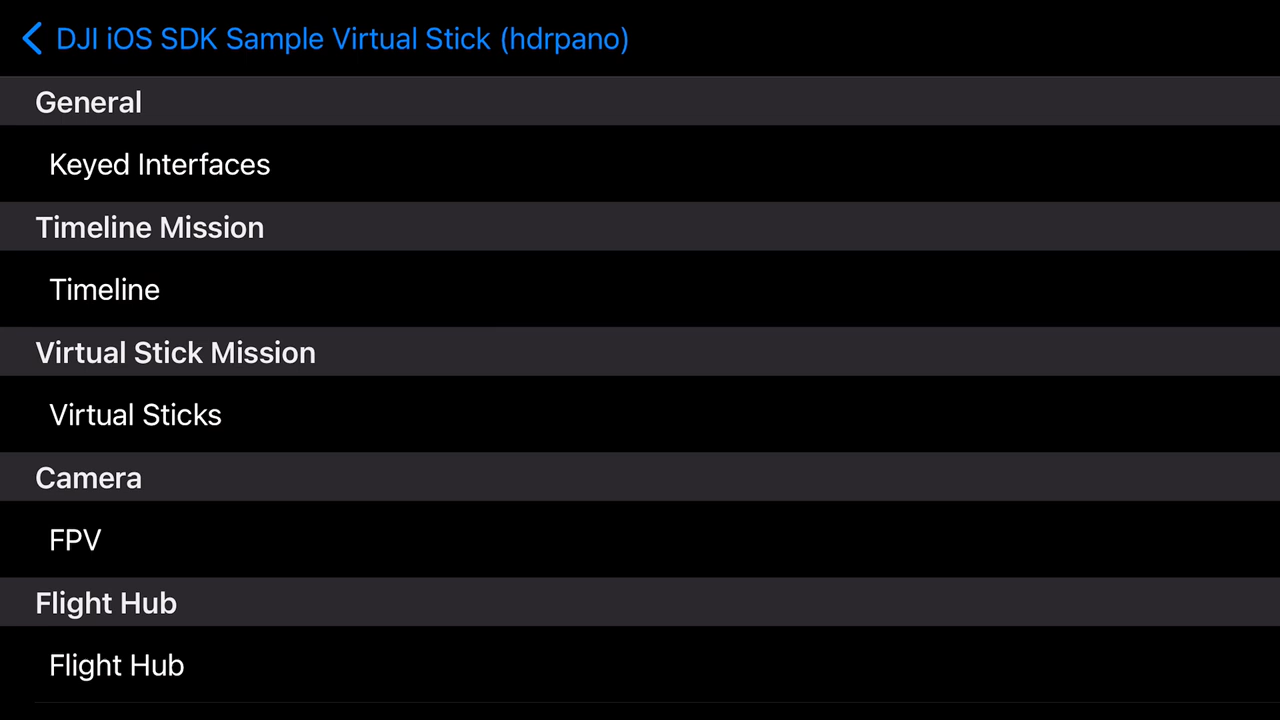 DJI iOS SDK Sample Virtual Stick (hdrpano)
General
Keyed Interfaces
Timeline Mission
Timeline
Virtual Stick Mission
Virtual Sticks
Camera
FPV
Flight Hub
Flight Hub